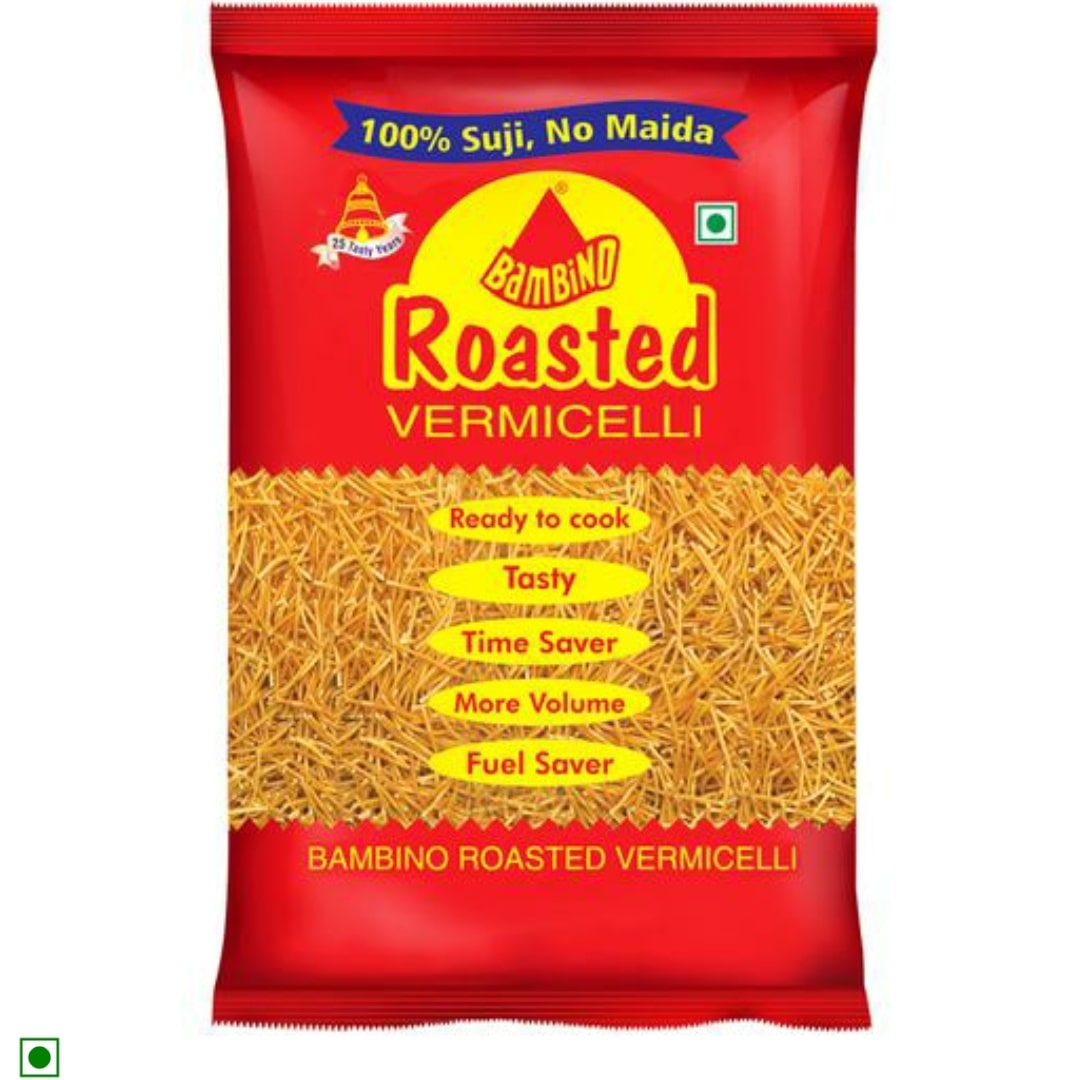 100% Suji, No Maida
25 Tasty Years
®
BAMBiNO
Roasted
VERMICELLI
Ready to cook
Tasty
Time Saver
More Volume
Fuel Saver
BAMBINO ROASTED VERMICELLI